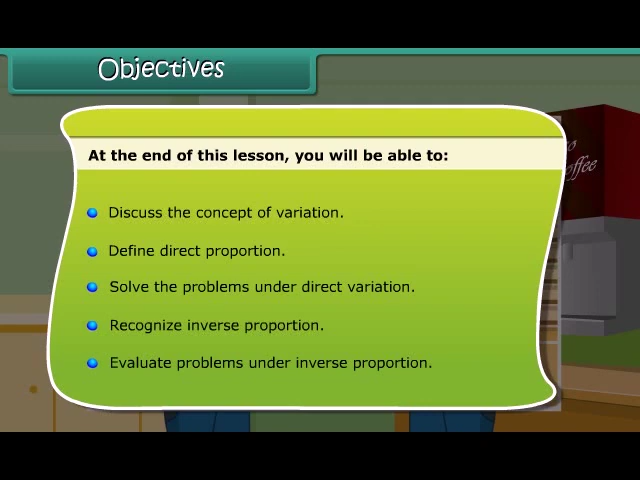 Objectives
At the end of this lesson, you will be able to:
Discuss the concept of variation.
Define direct proportion.
Solve the problems under direct variation.
Recognize inverse proportion.
Evaluate problems under inverse proportion.